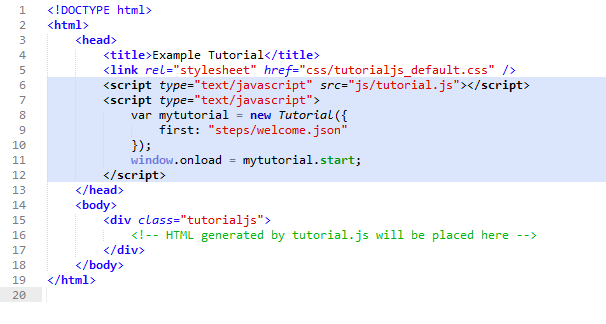 1 <!DOCTYPE html>
2 <html>
3     <head>
4         <title>Example Tutorial</title>
5         <link rel="stylesheet" href="css/tutorialjs_default.css" />
6         <script type="text/javascript" src="js/tutorial.js"></script>
7         <script type="text/javascript">
8             var mytutorial = new Tutorial({
9                 first: "steps/welcome.json"
10             });
11             window.onload = mytutorial.start;
12         </script>
13     </head>
14     <body>
15         <div class="tutorialjs">
16             <!-- HTML generated by tutorial.js will be placed here -->
17         </div>
18     </body>
19 </html>
20